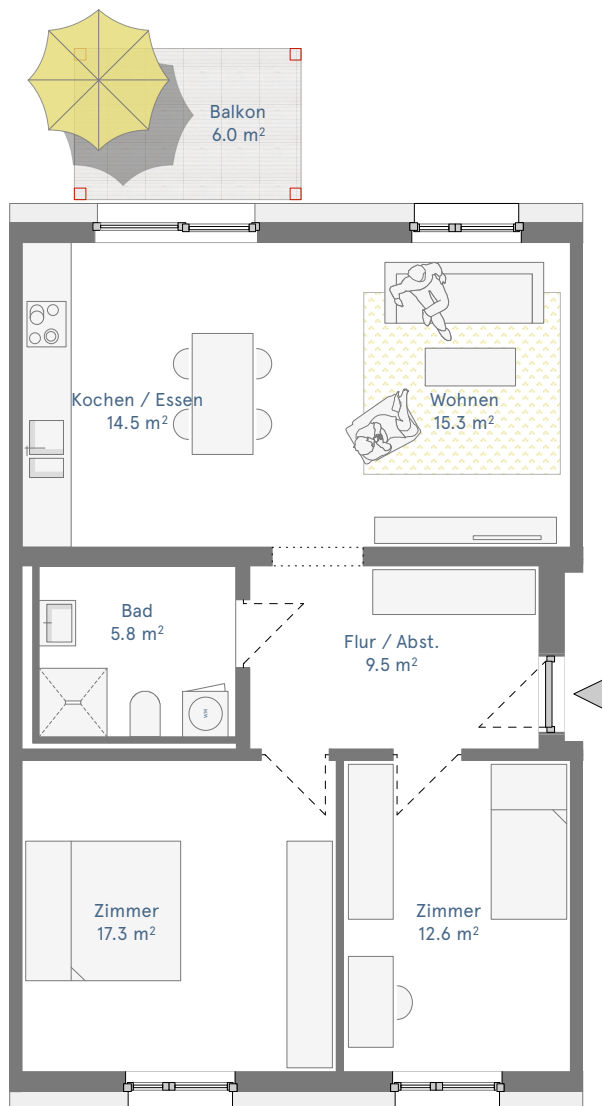 Balkon
6.0 m²
Kochen / Essen
14.5 m²
Wohnen
15.3 m²
Bad
5.8 m²
Flur / Abst.
9.5 m²
WM
Zimmer
17.3 m²
Zimmer
12.6 m²